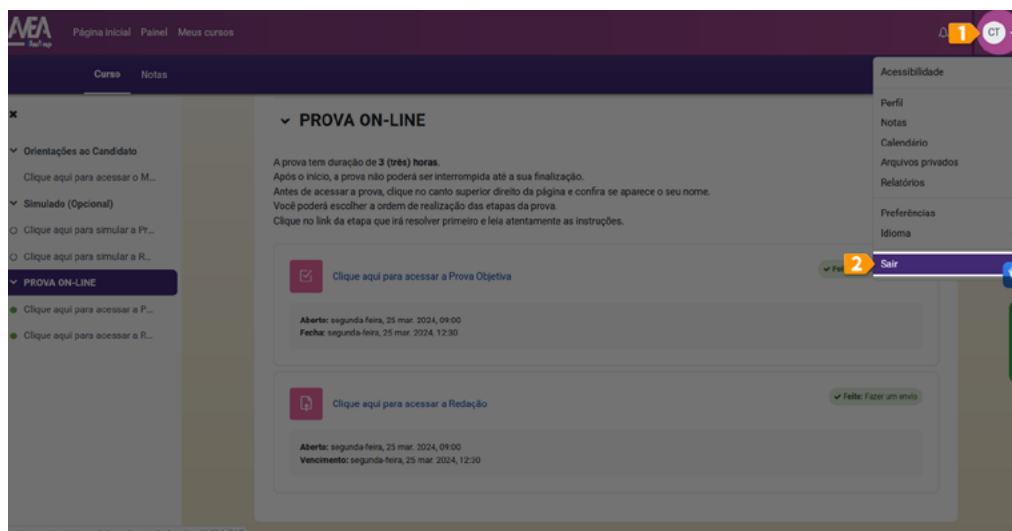 AVEA
Página inicial Painel Meus cursos
1
CT
Curso Notas
Acessibilidade
Perfil
Notas
Calendário
Arquivos privados
Relatórios
Preferências
Idioma
2
Sair
Orientações ao Candidato
Clique aqui para acessar o M...
Simulado (Opcional)
Clique aqui para simular a Pr...
Clique aqui para simular a R...
PROVA ON-LINE
Clique aqui para acessar a P...
Clique aqui para acessar a R...
PROVA ON-LINE
A prova tem duração de 3 (três) horas.
Após o início, a prova não poderá ser interrompida até a sua finalização.
Antes de acessar a prova, clique no canto superior direito da página e confira se aparece o seu nome.
Você poderá escolher a ordem de realização das etapas da prova.
Clique no link da etapa que irá resolver primeiro e leia atentamente as instruções.
Clique aqui para acessar a Prova Objetiva
Aberto: segunda-feira, 25 mar. 2024, 09:00
Fecha: segunda-feira, 25 mar. 2024, 12:30
Clique aqui para acessar a Redação
Feito: Fazer um envio
Aberto: segunda-feira, 25 mar. 2024, 09:00
Vencimento: segunda-feira, 25 mar. 2024, 12:30